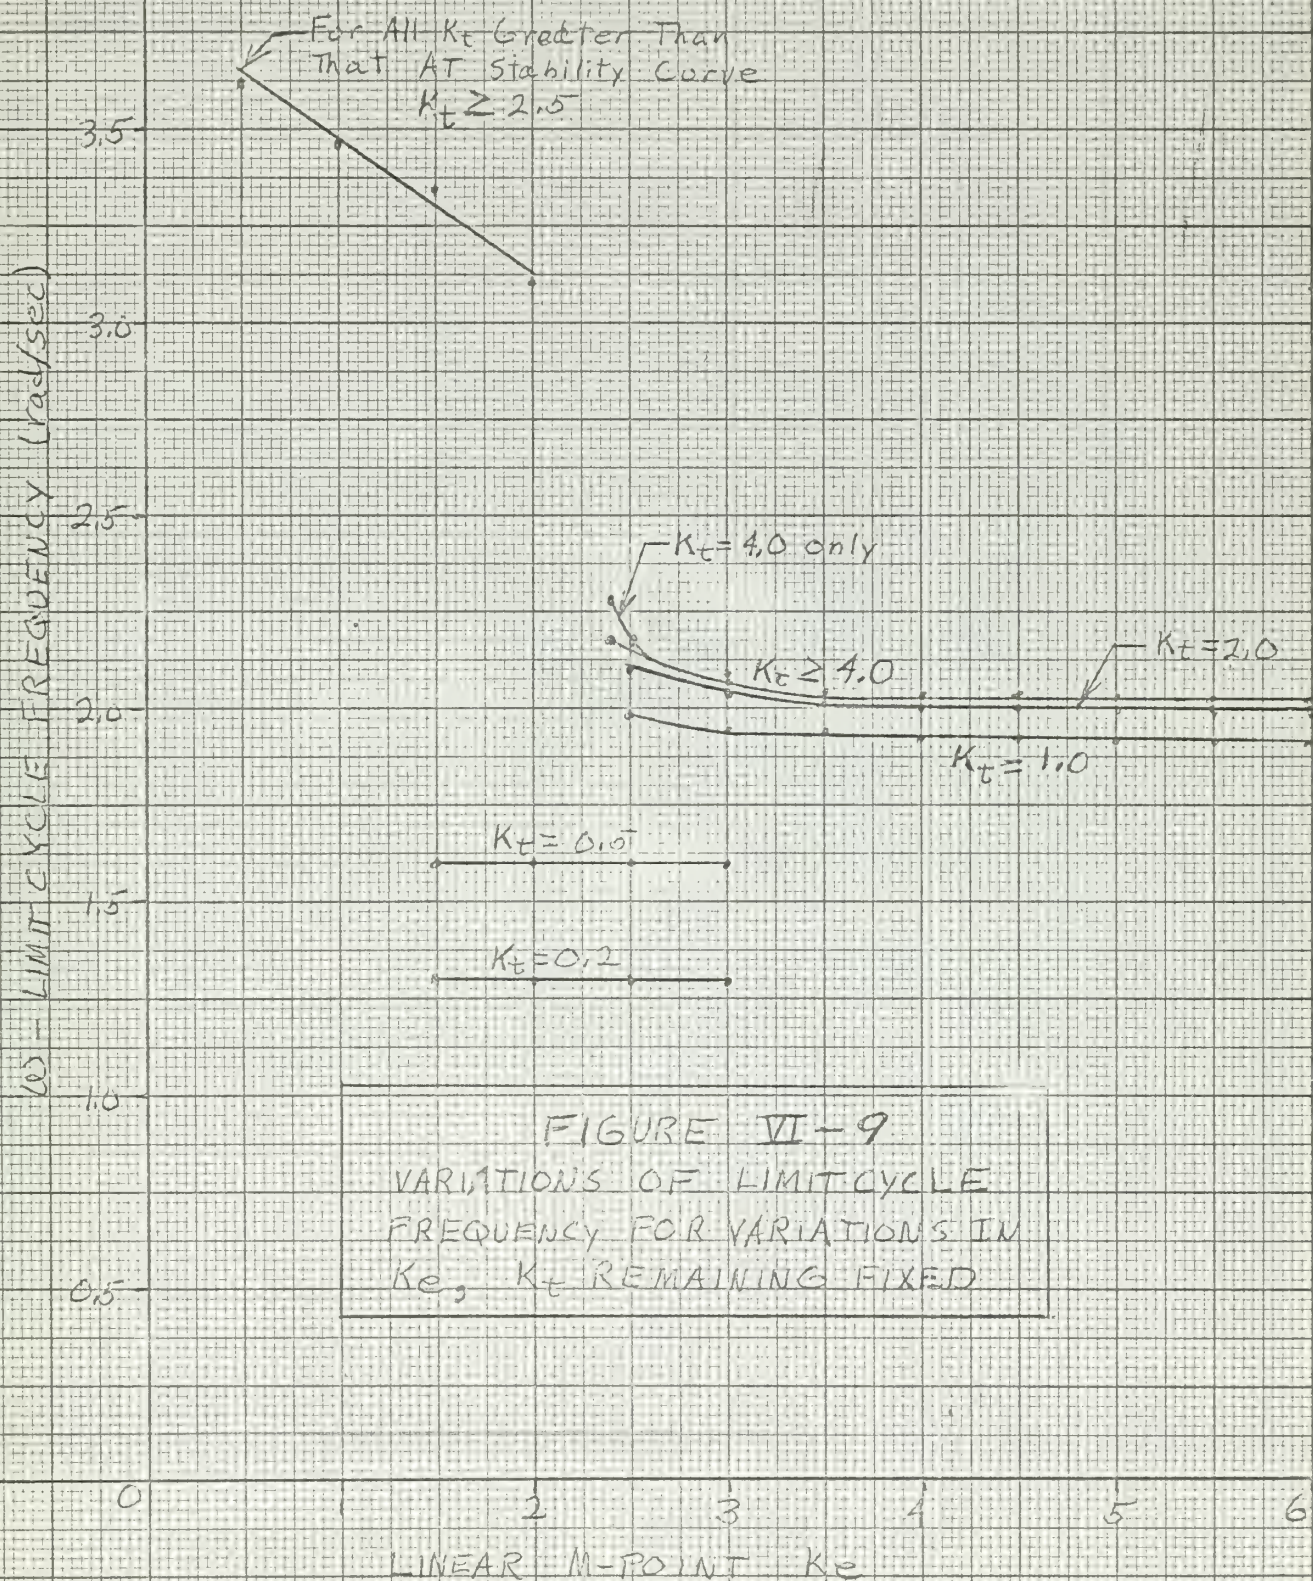 For All Kt Greater Than
That AT Stability Curve
Kt ≥ 2.5
3.5
3.0
2.5
2.0
1.5
1.0
0.5
0
ω - LIMIT CYCLE FREQUENCY (rad/sec)
Kt = 4.0 only
Kt ≥ 4.0
Kt = 2.0
Kt = 1.0
Kt = 0.5
Kt = 0.2
FIGURE VI-9
VARIATIONS OF LIMIT CYCLE
FREQUENCY FOR VARIATIONS IN
Ke, Kt REMAINING FIXED
2
3
4
5
6
LINEAR M-POINT Ke